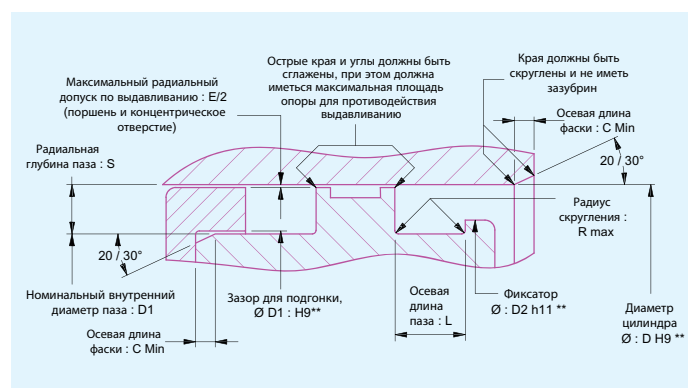 Максимальный радиальный
допуск по выдавливанию : E/2
(поршень и концентрическое
отверстие)
Острые края и углы должны быть
сглажены, при этом должна
иметься максимальная площадь
опоры для противодействия
выдавливанию
Края должны быть
скруглены и не иметь
зазубрин
Осевая длина
фаски : C Min
20 / 30°
Радиальная
глубина паза : S
Радиус
скругления :
R max
20 / 30°
Номинальный внутренний
диаметр паза : D1
Осевая длина
фаски : C Min
Зазор для подгонки,
Ø D1 : H9**
Осевая
длина
паза : L
Фиксатор
Ø : D2 h11 **
Диаметр
цилиндра
Ø : D H9 **